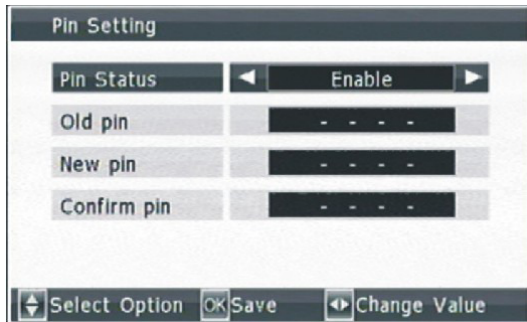 Pin Setting
Pin Status Enable
Old pin - - - -
New pin - - - -
Confirm pin - - - -
Select Option OK Save Change Value